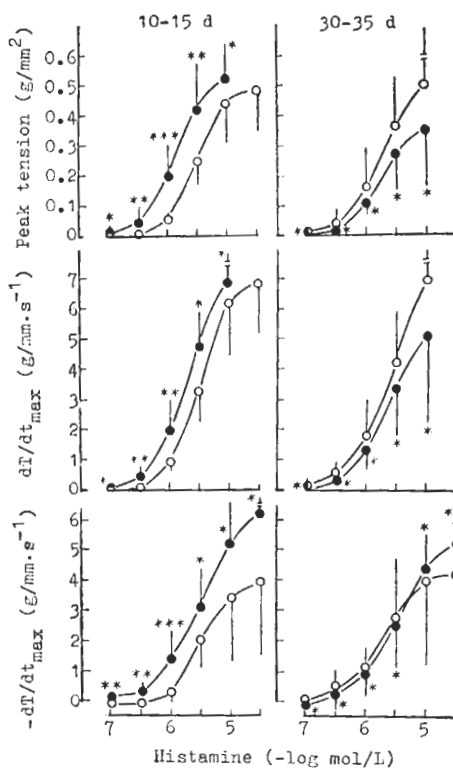 10-15 d 30-35 d
Peak tension (g/mm²)
0.6
0.5
0.4
0.3
0.2
0.1
0
* ** *** ** *
* * * * *
dT/dt_max (g/mm·s⁻¹)
7
6
5
4
3
2
1
0
* ** ** * *
* * * * *
-dT/dt_max (g/mm·s⁻¹)
6
5
4
3
2
1
0
** ** *** * * *
* * * * * *
7 6 5 7 6 5
Histamine (-log mol/L)